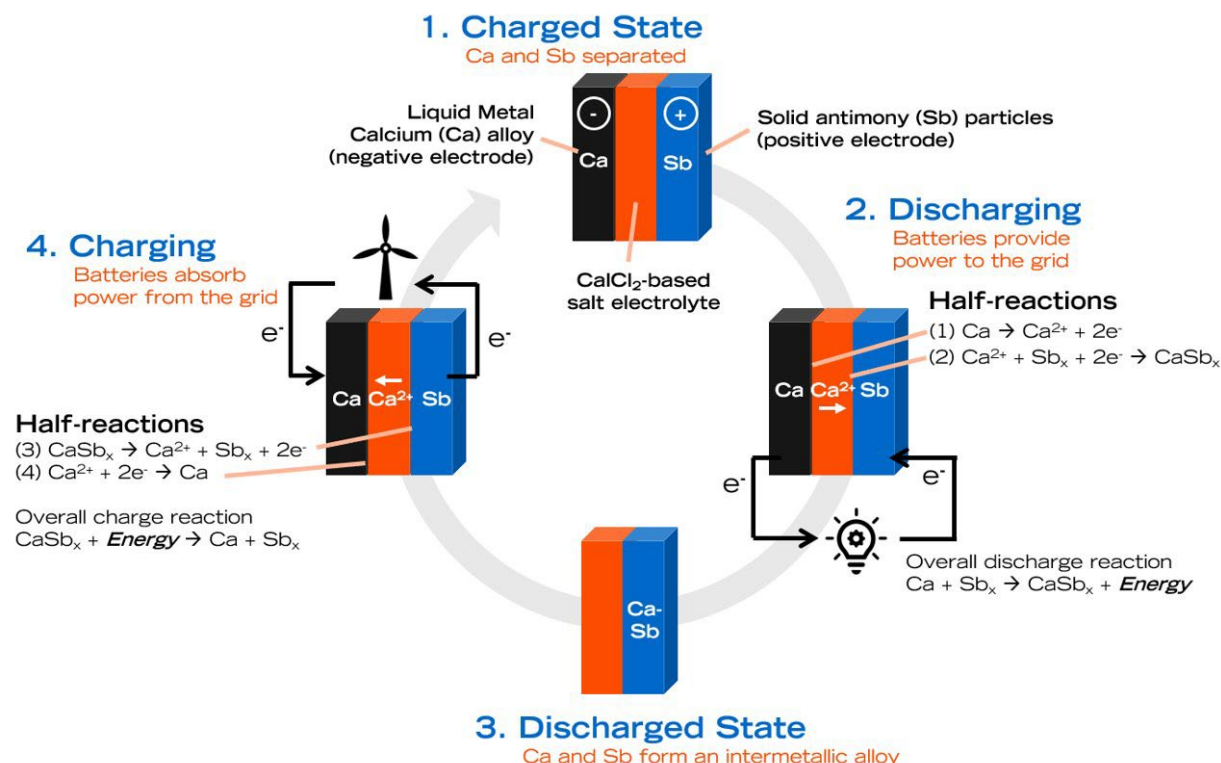 1. Charged State
Ca and Sb separated
Liquid Metal
Calcium (Ca) alloy
(negative electrode)
-
Ca
+
Sb
Solid antimony (Sb) particles
(positive electrode)
CalCl₂-based
salt electrolyte
2. Discharging
Batteries provide
power to the grid
Half-reactions
(1) Ca → Ca²⁺ + 2e⁻
(2) Ca²⁺ + Sbₓ + 2e⁻ → CaSbₓ
Ca Ca²⁺ Sb
e⁻
e⁻
Overall discharge reaction
Ca + Sbₓ → CaSbₓ + Energy
3. Discharged State
Ca and Sb form an intermetallic alloy
Ca-
Sb
4. Charging
Batteries absorb
power from the grid
e⁻
e⁻
Ca Ca²⁺ Sb
Half-reactions
(3) CaSbₓ → Ca²⁺ + Sbₓ + 2e⁻
(4) Ca²⁺ + 2e⁻ → Ca
Overall charge reaction
CaSbₓ + Energy → Ca + Sbₓ